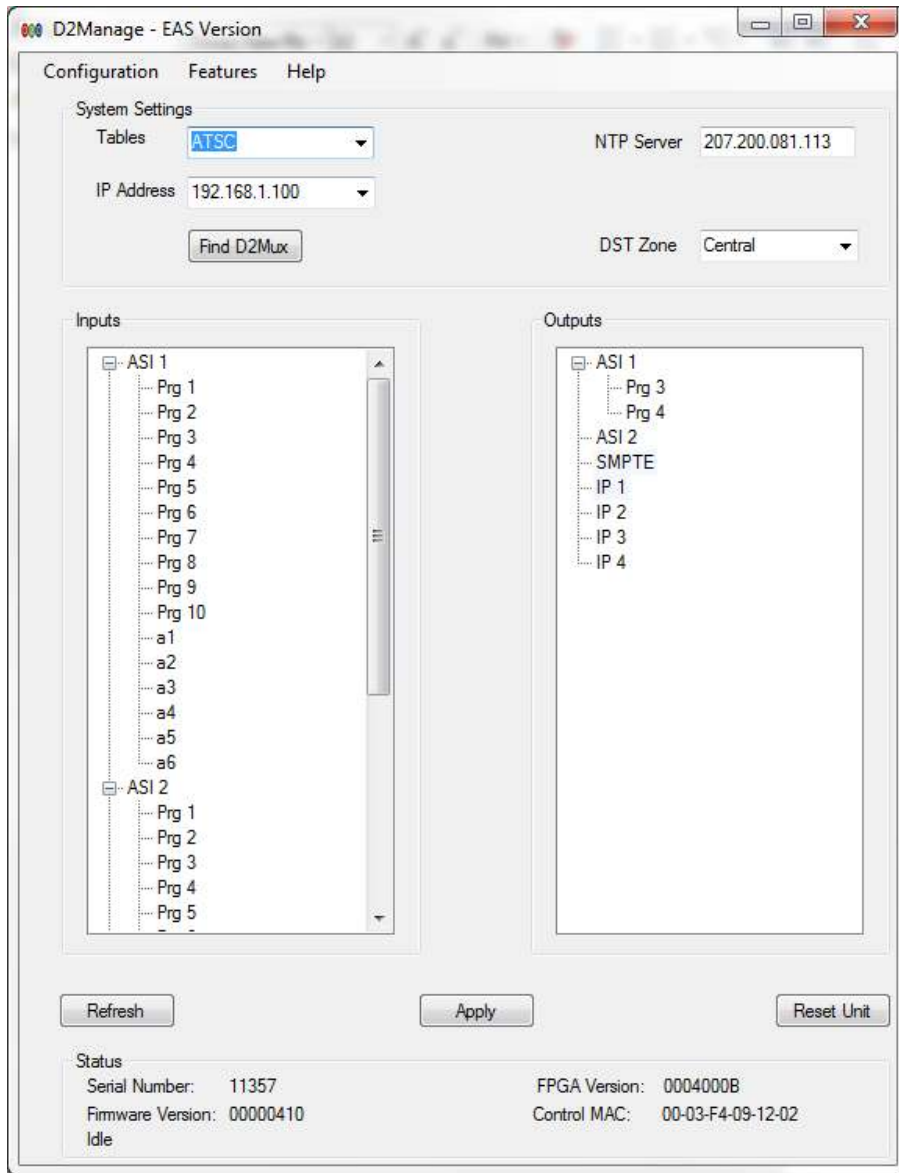 D2Manage - EAS Version
Configuration Features Help
System Settings
Tables ATSC NTP Server 207.200.081.113
IP Address 192.168.1.100
Find D2Mux DST Zone Central
Inputs
ASI 1
Prg 1
Prg 2
Prg 3
Prg 4
Prg 5
Prg 6
Prg 7
Prg 8
Prg 9
Prg 10
a1
a2
a3
a4
a5
a6
ASI 2
Prg 1
Prg 2
Prg 3
Prg 4
Prg 5
Outputs
ASI 1
Prg 3
Prg 4
ASI 2
SMPTE
IP 1
IP 2
IP 3
IP 4
Refresh Apply Reset Unit
Status
Serial Number: 11357 FPGA Version: 0004000B
Firmware Version: 00000410 Control MAC: 00-03-F4-09-12-02
Idle